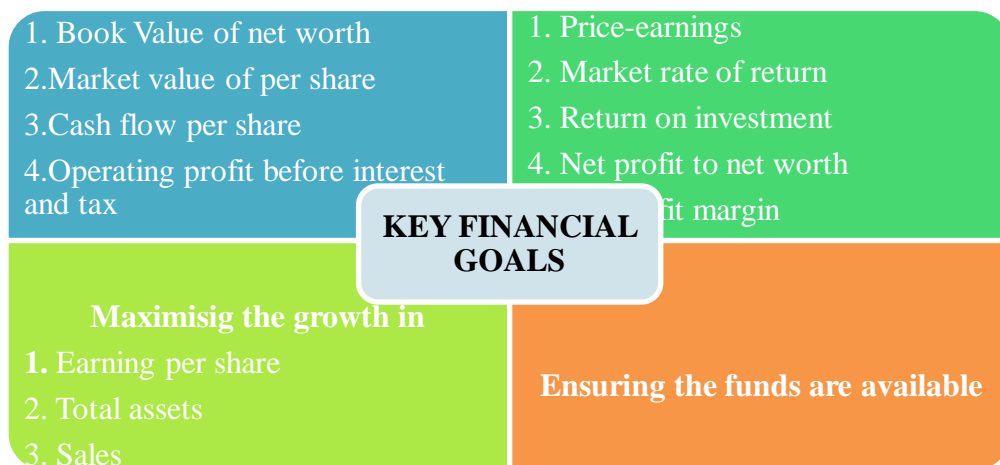 1. Book Value of net worth
2.Market value of per share
3.Cash flow per share
4.Operating profit before interest
and tax
1. Price-earnings
2. Market rate of return
3. Return on investment
4. Net profit to net worth
margin
KEY FINANCIAL
GOALS
Maximisig the growth in
1. Earning per share
2. Total assets
3. Sales
Ensuring the funds are available